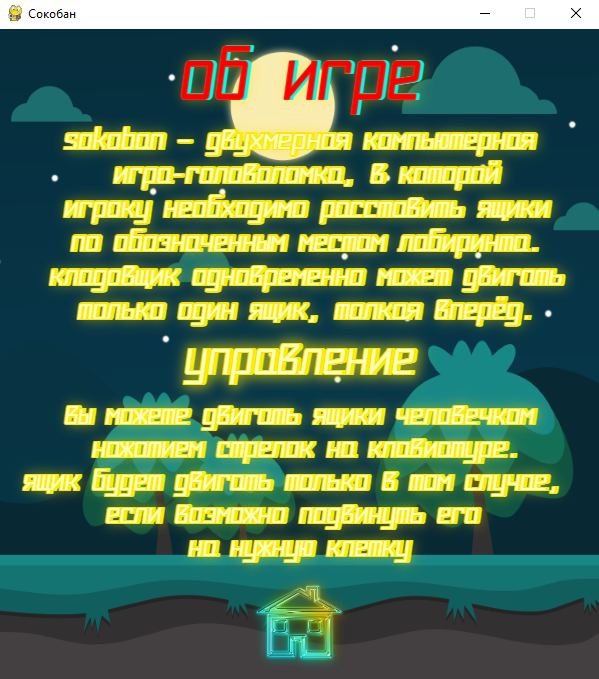 Сокобан
об игре
sokoban – двухмерная компьютерная
игра-головоломка, в которой
игроку необходимо расставить ящики
по обозначенным местам лабиринта.
кладовщик одновременно может двигать
только один ящик, толкая вперёд.
управление
вы можете двигать ящики человечком
нажатием стрелок на клавиатуре.
ящик будет двигать только в том случае,
если возможно подвинуть его
на нужную клетку